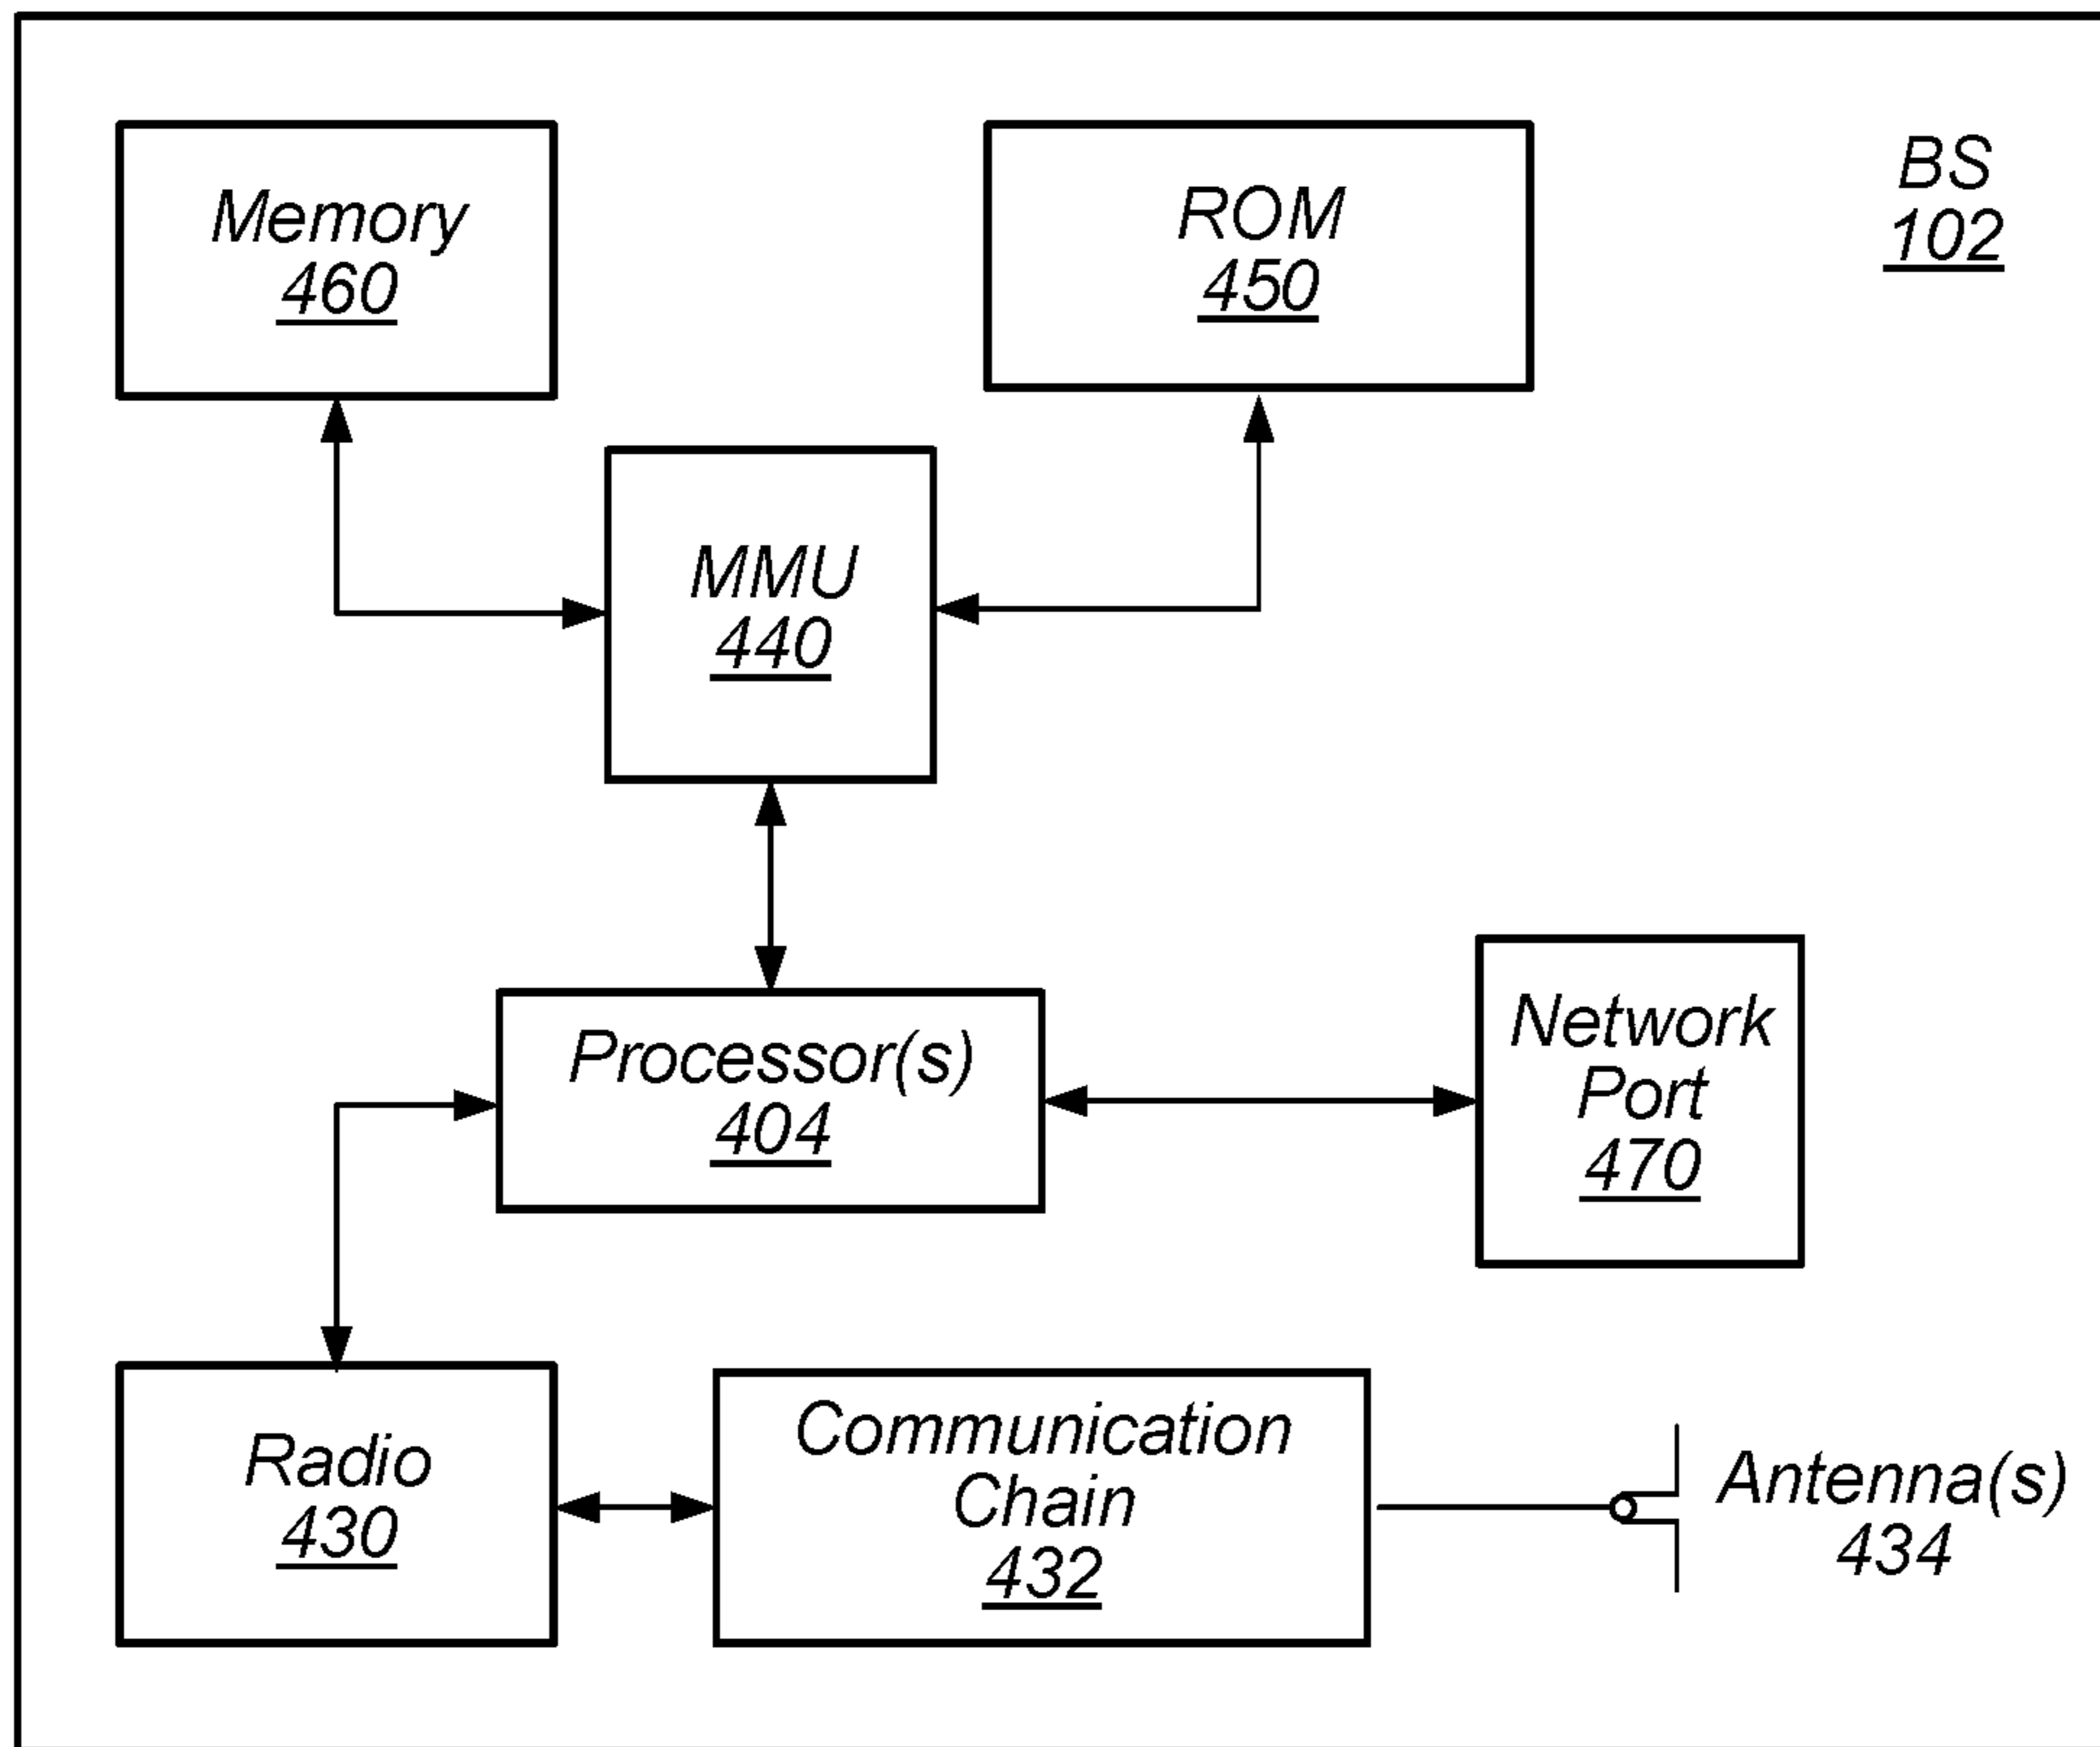 Memory
460
ROM
450
BS
102
MMU
440
Processor(s)
404
Network
Port
470
Radio
430
Communication
Chain
432
Antenna(s)
434